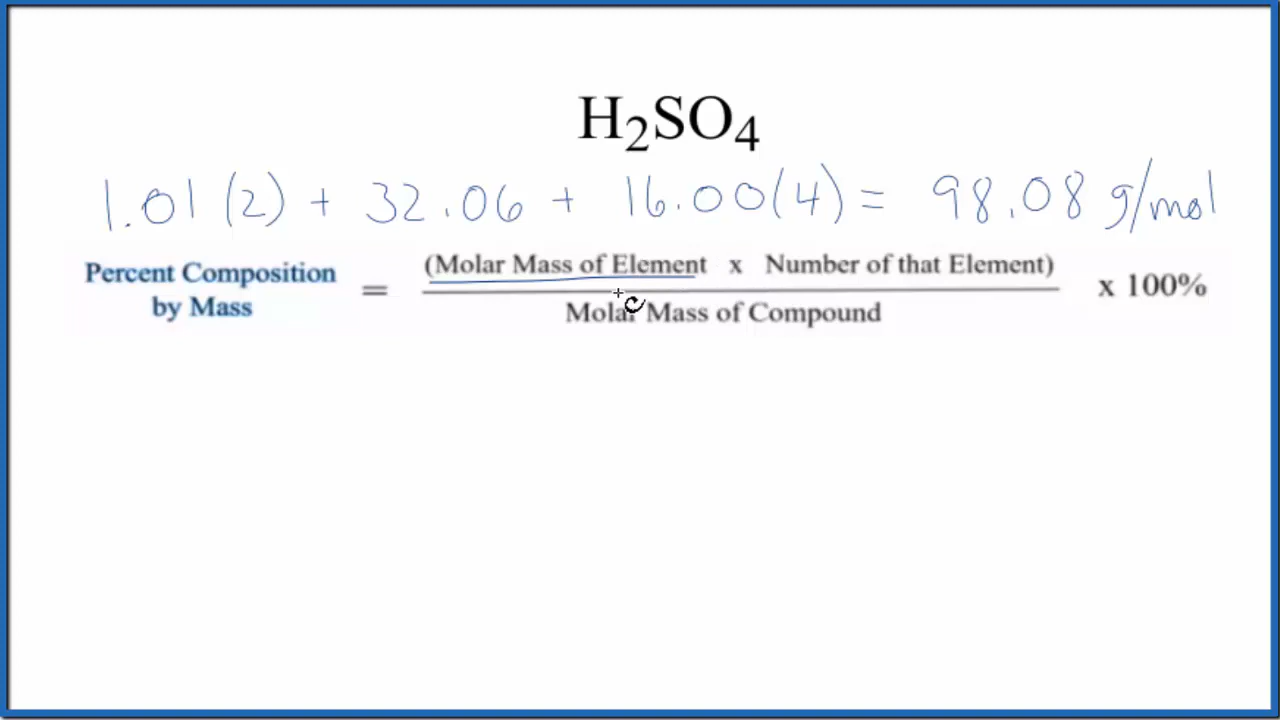 H₂SO₄
1.01 (2) + 32.06 + 16.00 (4) = 98.08 g/mol
Percent Composition by Mass = (Molar Mass of Element x Number of that Element) / Molar Mass of Compound x 100%